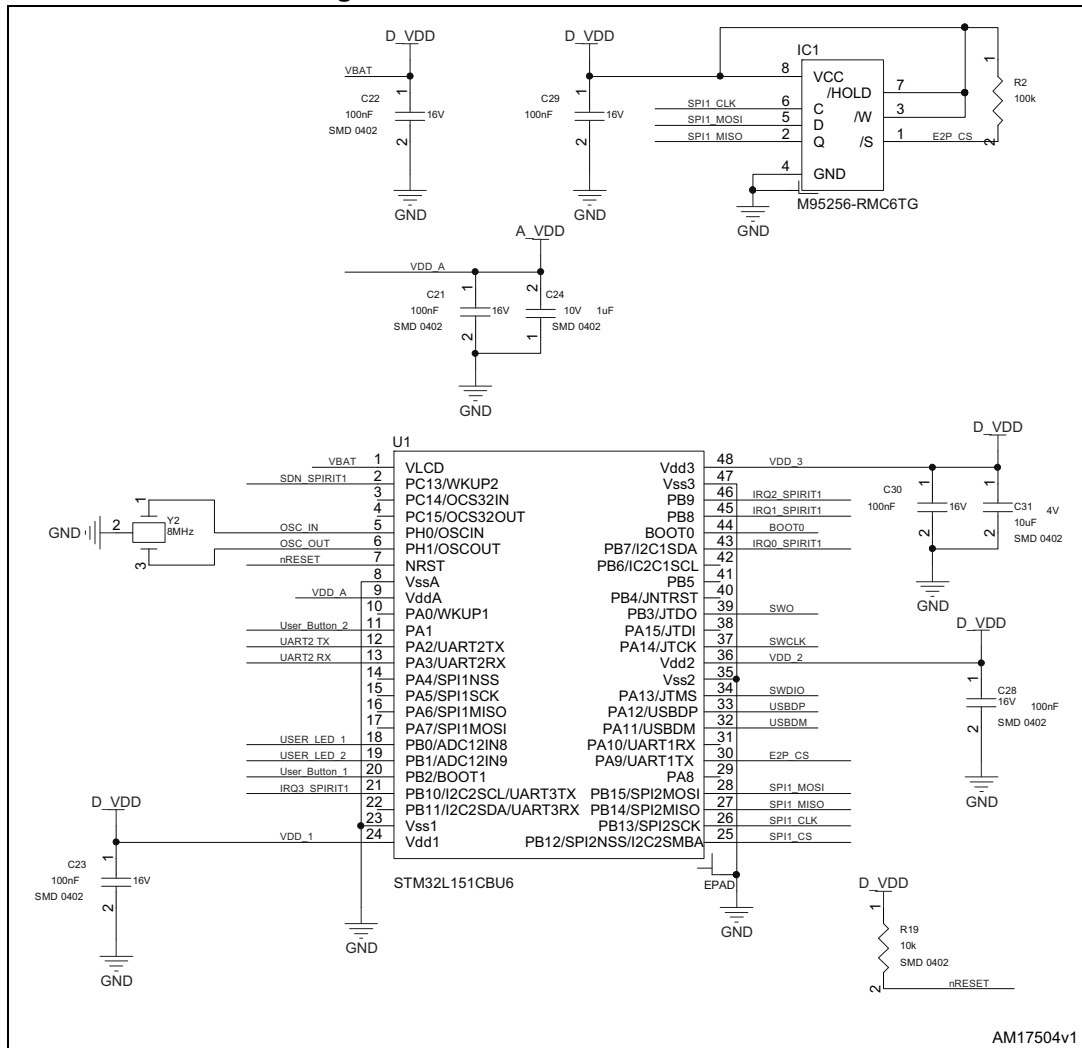 D_VDD
D_VDD
IC1
VBAT
8
VCC
1
R2
100k
2
/HOLD
7
C22
1
100nF
16V
SMD 0402
2
C29
1
100nF
16V
SMD 0402
2
SPI1_CLK
6
C
/W
3
SPI1_MOSI
5
D
SPI1_MISO
2
Q
/S
1
E2P_CS
4
GND
M95256-RMC6TG
GND
GND
GND
A_VDD
VDD_A
C21
1
100nF
16V
SMD 0402
2
2
C24
10V
1uF
SMD 0402
1
GND
U1
VBAT 1 VLCD
SDN_SPIRIT1 2 PC13/WKUP2
3 PC14/OCS32IN
4 PC15/OCS32OUT
OSC_IN 5 PH0/OSCIN
OSC_OUT 6 PH1/OSCOUT
nRESET 7 NRST
8 VssA
VDD_A 9 VddA
10 PA0/WKUP1
User_Button_2 11 PA1
UART2 TX 12 PA2/UART2TX
UART2 RX 13 PA3/UART2RX
14 PA4/SPI1NSS
15 PA5/SPI1SCK
16 PA6/SPI1MISO
17 PA7/SPI1MOSI
USER_LED_1 18 PB0/ADC12IN8
USER_LED_2 19 PB1/ADC12IN9
User_Button_1 20 PB2/BOOT1
IRQ3_SPIRIT1 21 PB10/I2C2SCL/UART3TX
22 PB11/I2C2SDA/UART3RX
23 Vss1
VDD_1 24 Vdd1
Vdd3 48 VDD_3
Vss3 47
PB9 46 IRQ2_SPIRIT1
PB8 45 IRQ1_SPIRIT1
BOOT0 44 BOOT0
PB7/I2C1SDA 43 IRQ0_SPIRIT1
PB6/IC2C1SCL 42
PB5 41
PB4/JNTRST 40
PB3/JTDO 39 SWO
PA15/JTDI 38
PA14/JTCK 37 SWCLK
Vdd2 36 VDD_2
Vss2 35
PA13/JTMS 34 SWDIO
PA12/USBDP 33 USBDP
PA11/USBDM 32 USBDM
PA10/UART1RX 31
PA9/UART1TX 30 E2P_CS
PA8 29
PB15/SPI2MOSI 28 SPI1_MOSI
PB14/SPI2MISO 27 SPI1_MISO
PB13/SPI2SCK 26 SPI1_CLK
PB12/SPI2NSS/I2C2SMBA 25 SPI1_CS
STM32L151CBU6
EPAD
GND
GND
GND
1
2
Y2
8MHz
3
D_VDD
C23
1
100nF
16V
SMD 0402
2
GND
D_VDD
C30
1
100nF
16V
2
1
C31
4V
10uF
SMD 0402
2
GND
D_VDD
1
C28
16V
100nF
SMD 0402
2
GND
D_VDD
1
R19
10k
SMD 0402
2
nRESET
AM17504v1